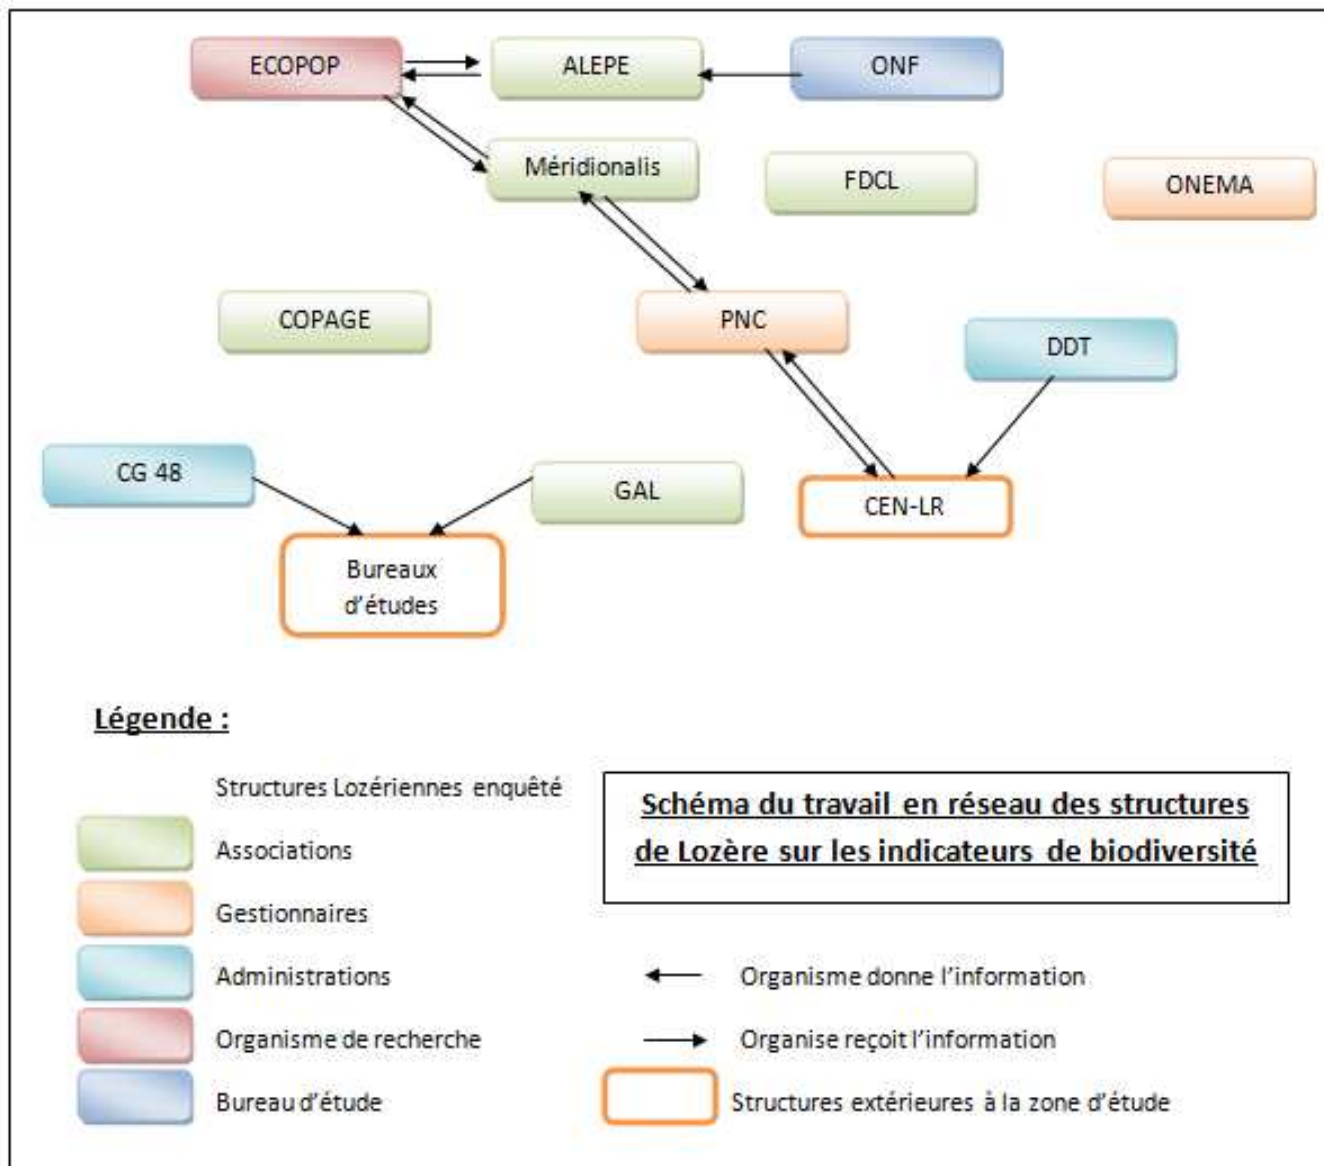 ECOPOP
ALEPE
ONF
Méridionalis
FDCL
ONEMA
COPAGE
PNC
DDT
CG 48
GAL
CEN-LR
Bureaux
d'études
Légende :
Structures Lozériennes enquêté
Associations
Gestionnaires
Administrations
Organisme de recherche
Bureau d'étude
Schéma du travail en réseau des structures
de Lozère sur les indicateurs de biodiversité
Organisme donne l'information
Organise reçoit l'information
Structures extérieures à la zone d'étude